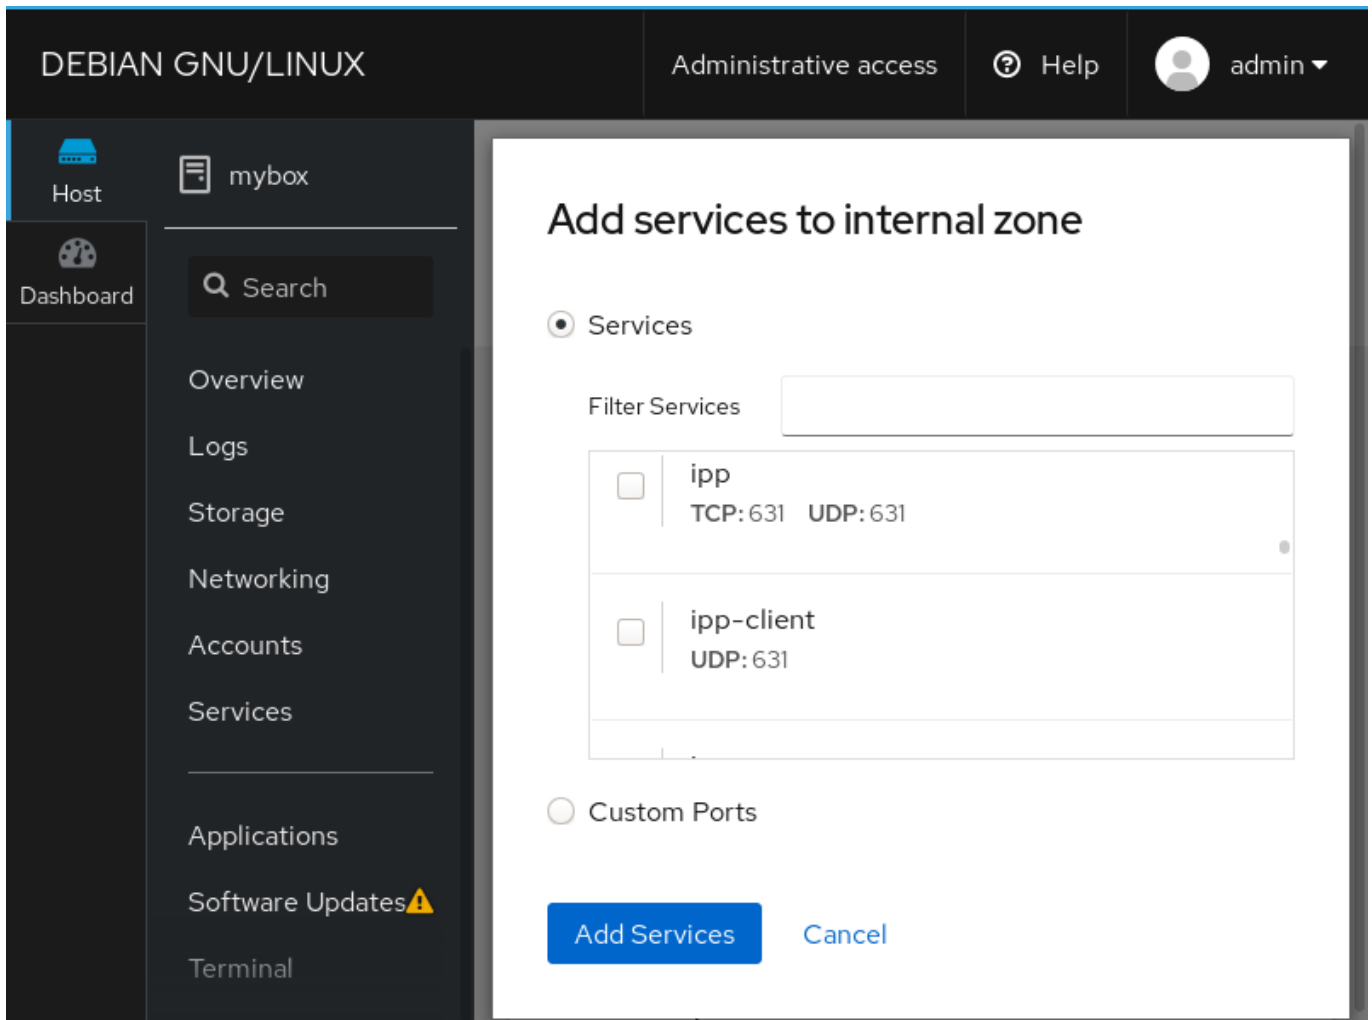 DEBIAN GNU/LINUX
Administrative access
Help
admin
Host
Dashboard
mybox
Search
Overview
Logs
Storage
Networking
Accounts
Services
Applications
Software Updates
Terminal
Add services to internal zone
Services
Filter Services
ipp
TCP: 631 UDP: 631
ipp-client
UDP: 631
Custom Ports
Add Services
Cancel